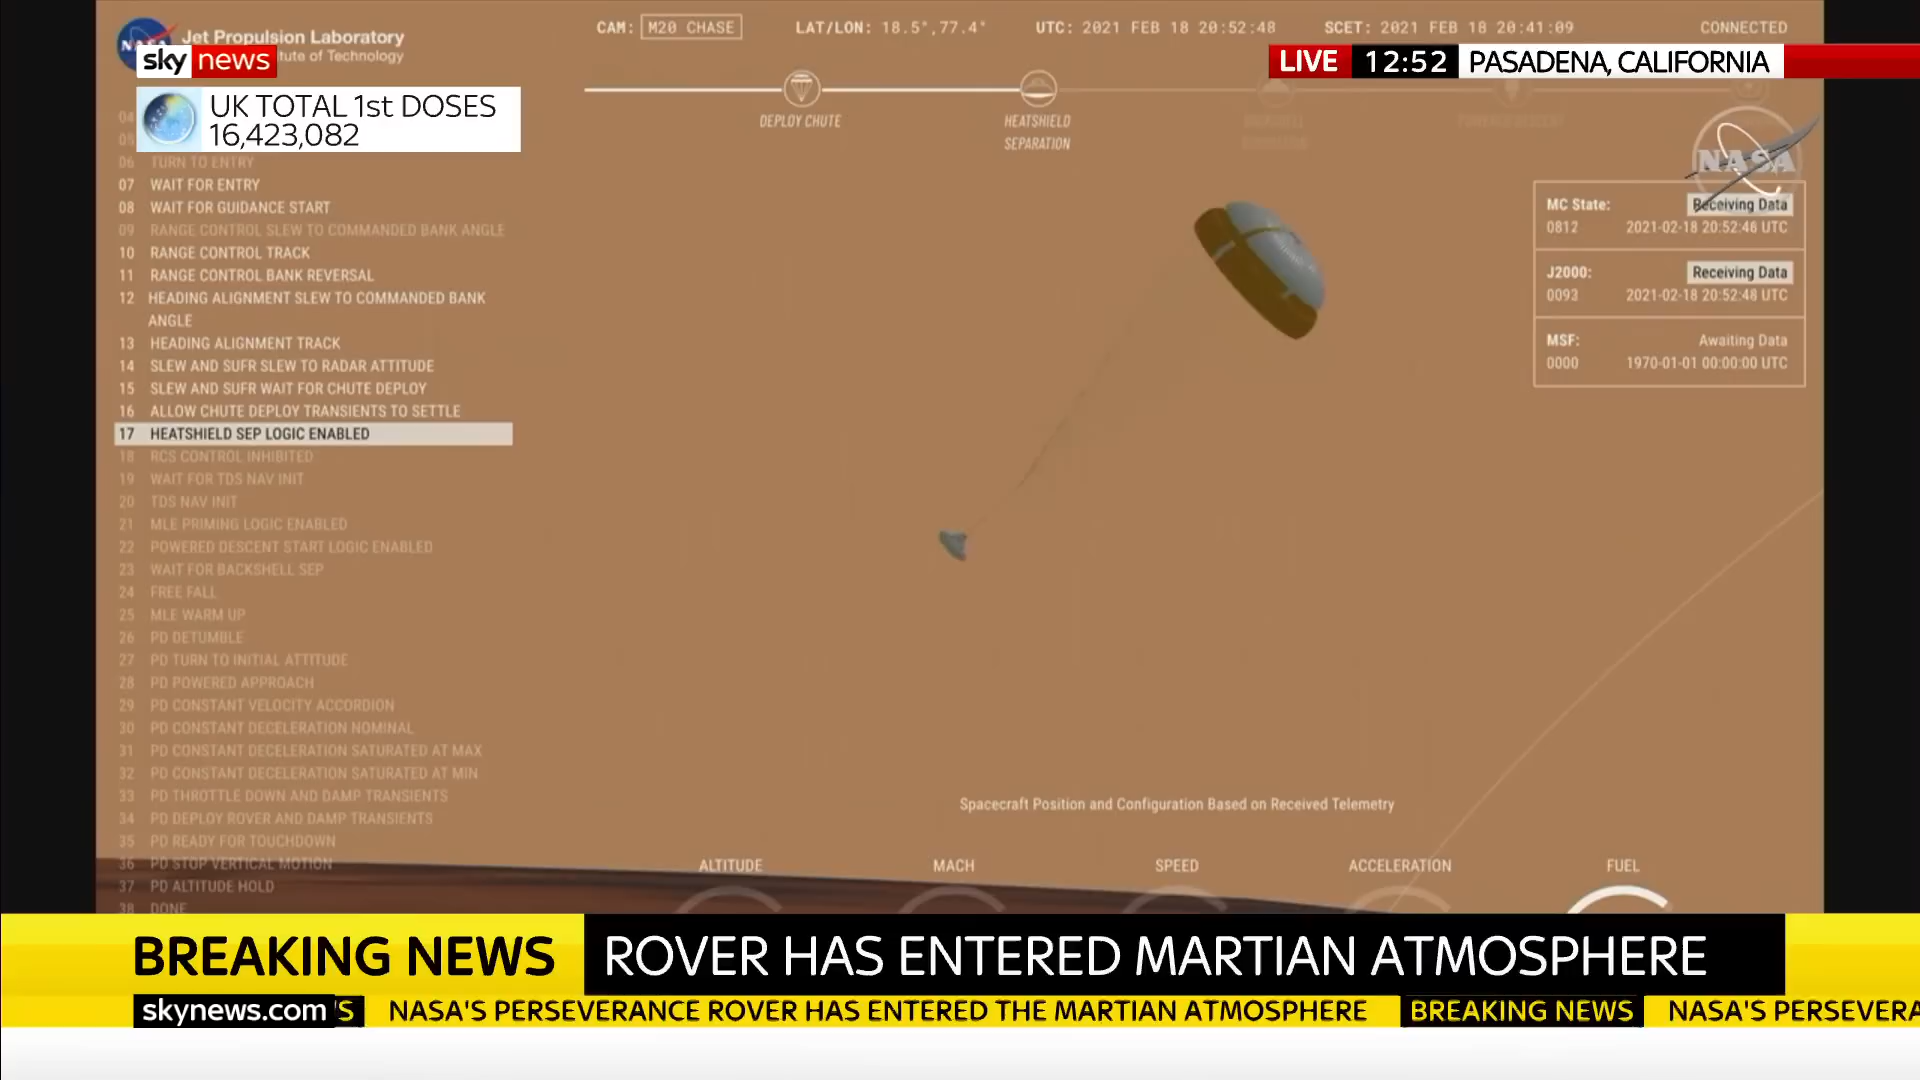 Jet Propulsion Laboratory
tute of Technology
sky news
UK TOTAL 1st DOSES
16,423,082
CAM: M20 CHASE
LAT/LON: 18.5°,77.4°
UTC: 2021 FEB 18 20:52:48
SCET: 2021 FEB 18 20:41:09
CONNECTED
LIVE 12:52 PASADENA, CALIFORNIA
DEPLOY CHUTE
HEATSHIELD
SEPARATION
NASA
MC State: Receiving Data
0812 2021-02-18 20:52:46 UTC
J2000: Receiving Data
0093 2021-02-18 20:52:48 UTC
MSF: Awaiting Data
0000 1970-01-01 00:00:00 UTC
04
05
06 TURN TO ENTRY
07 WAIT FOR ENTRY
08 WAIT FOR GUIDANCE START
09 RANGE CONTROL SLEW TO COMMANDED BANK ANGLE
10 RANGE CONTROL TRACK
11 RANGE CONTROL BANK REVERSAL
12 HEADING ALIGNMENT SLEW TO COMMANDED BANK
ANGLE
13 HEADING ALIGNMENT TRACK
14 SLEW AND SUFR SLEW TO RADAR ATTITUDE
15 SLEW AND SUFR WAIT FOR CHUTE DEPLOY
16 ALLOW CHUTE DEPLOY TRANSIENTS TO SETTLE
17 HEATSHIELD SEP LOGIC ENABLED
18 RCS CONTROL INHIBITED
19 WAIT FOR TDS NAV INIT
20 TDS NAV INIT
21 MLE PRIMING LOGIC ENABLED
22 POWERED DESCENT START LOGIC ENABLED
23 WAIT FOR BACKSHELL SEP
24 FREE FALL
25 MLE WARM UP
26 PD DETUMBLE
27 PD TURN TO INITIAL ATTITUDE
28 PD POWERED APPROACH
29 PD CONSTANT VELOCITY ACCORDION
30 PD CONSTANT DECELERATION NOMINAL
31 PD CONSTANT DECELERATION SATURATED AT MAX
32 PD CONSTANT DECELERATION SATURATED AT MIN
33 PD THROTTLE DOWN AND DAMP TRANSIENTS
34 PD DEPLOY ROVER AND DAMP TRANSIENTS
35 PD READY FOR TOUCHDOWN
36 PD STOP VERTICAL MOTION
37 PD ALTITUDE HOLD
38 DONE
Spacecraft Position and Configuration Based on Received Telemetry
ALTITUDE
MACH
SPEED
ACCELERATION
FUEL
BREAKING NEWS
ROVER HAS ENTERED MARTIAN ATMOSPHERE
skynews.com 'S NASA'S PERSEVERANCE ROVER HAS ENTERED THE MARTIAN ATMOSPHERE BREAKING NEWS NASA'S PERSEVERA